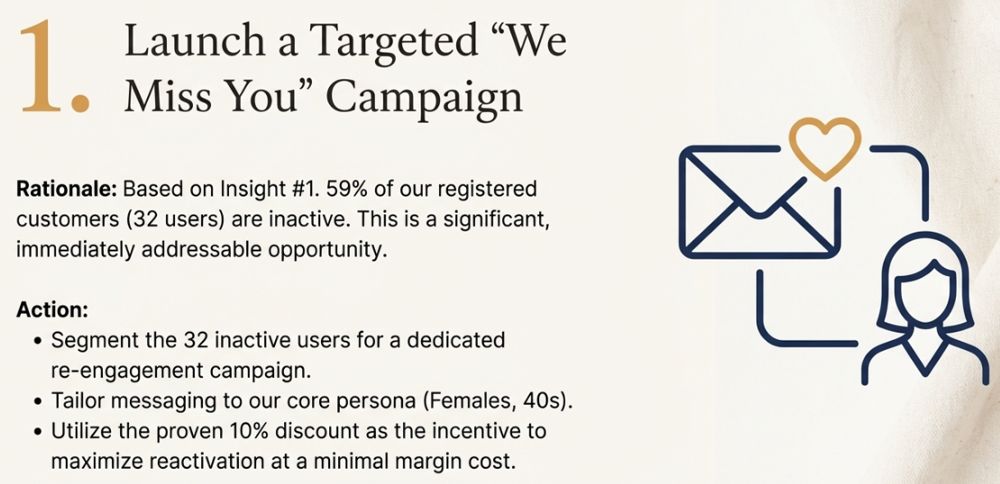 1. Launch a Targeted “We
Miss You” Campaign
Rationale: Based on Insight #1. 59% of our registered
customers (32 users) are inactive. This is a significant,
immediately addressable opportunity.
Action:
• Segment the 32 inactive users for a dedicated
re-engagement campaign.
• Tailor messaging to our core persona (Females, 40s).
• Utilize the proven 10% discount as the incentive to
maximize reactivation at a minimal margin cost.